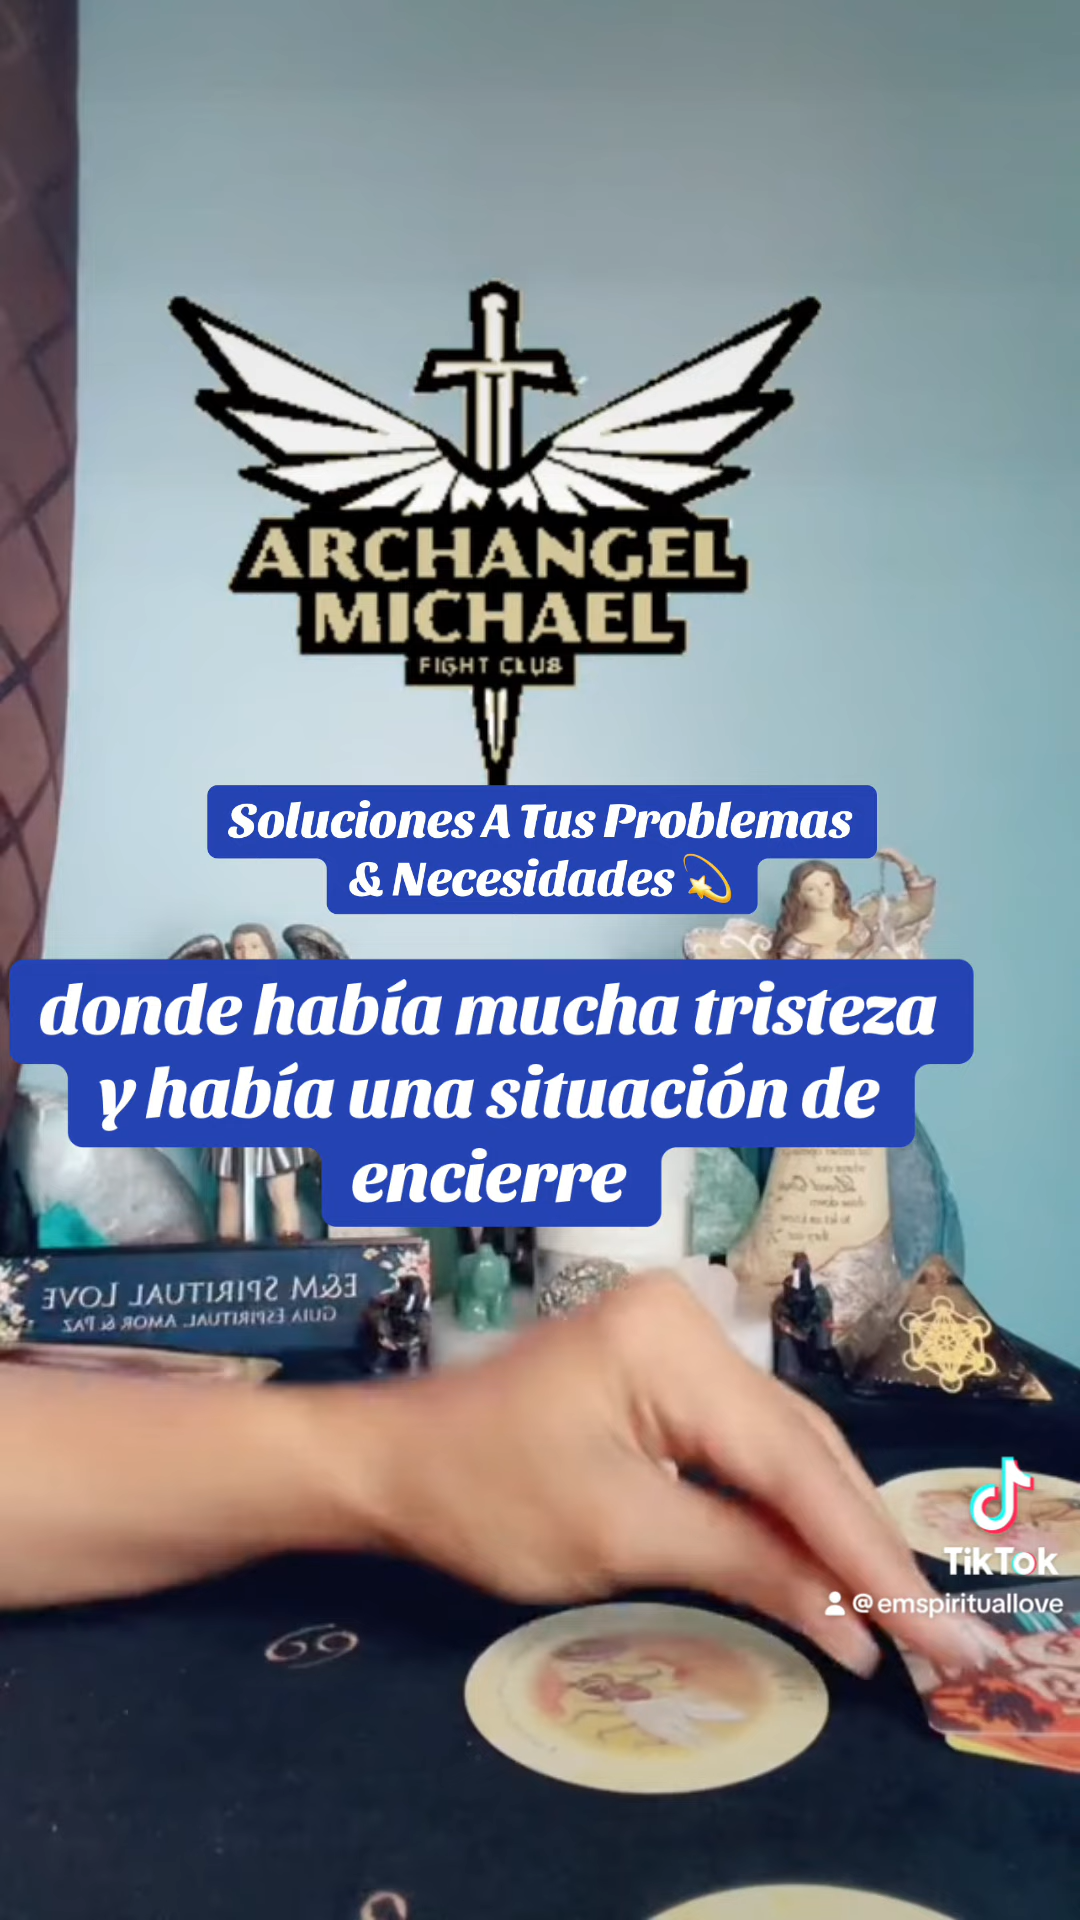 ARCHANGEL
MICHAEL
FIGHT CLUB
Soluciones A Tus Problemas
& Necesidades 💫
donde había mucha tristeza
y había una situación de
encierre
E&M SPIRITUAL LOVE
GUIA ESPIRITUAL, AMOR & PAZ
TikTok
@emspirituallove